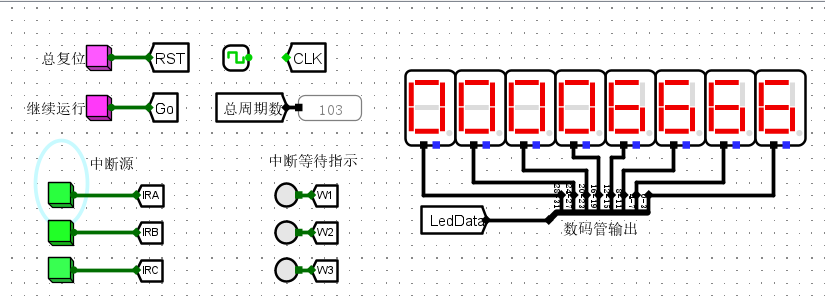 总复位
RST
CLK
继续运行
Go
总周期数
103
中断源
中断等待指示
IRA
W1
IRB
W2
IRC
W3
LedData
数码管输出